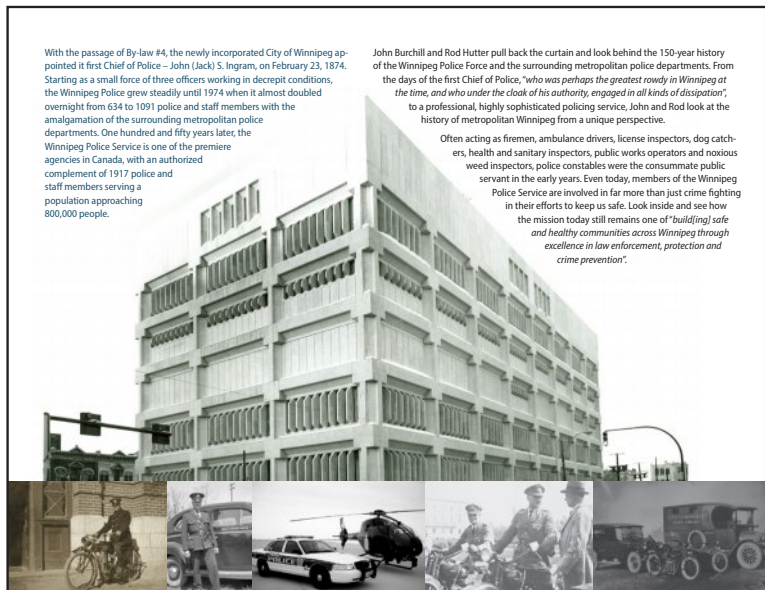 With the passage of By-law #4, the newly incorporated City of Winnipeg ap-
pointed it first Chief of Police – John (Jack) S. Ingram, on February 23, 1874.
Starting as a small force of three officers working in decrepit conditions,
the Winnipeg Police grew steadily until 1974 when it almost doubled
overnight from 634 to 1091 police and staff members with the
amalgamation of the surrounding metropolitan police
departments. One hundred and fifty years later, the
Winnipeg Police Service is one of the premiere
agencies in Canada, with an authorized
complement of 1917 police and
staff members serving a
population approaching
800,000 people.
John Burchill and Rod Hutter pull back the curtain and look behind the 150-year history
of the Winnipeg Police Force and the surrounding metropolitan police departments. From
the days of the first Chief of Police, "who was perhaps the greatest rowdy in Winnipeg at
the time, and who under the cloak of his authority, engaged in all kinds of dissipation",
to a professional, highly sophisticated policing service, John and Rod look at the
history of metropolitan Winnipeg from a unique perspective.
Often acting as firemen, ambulance drivers, license inspectors, dog catch-
ers, health and sanitary inspectors, public works operators and noxious
weed inspectors, police constables were the consummate public
servant in the early years. Even today, members of the Winnipeg
Police Service are involved in far more than just crime fighting
in their efforts to keep us safe. Look inside and see how
the mission today still remains one of "build[ing] safe
and healthy communities across Winnipeg through
excellence in law enforcement, protection and
crime prevention".
POLICE